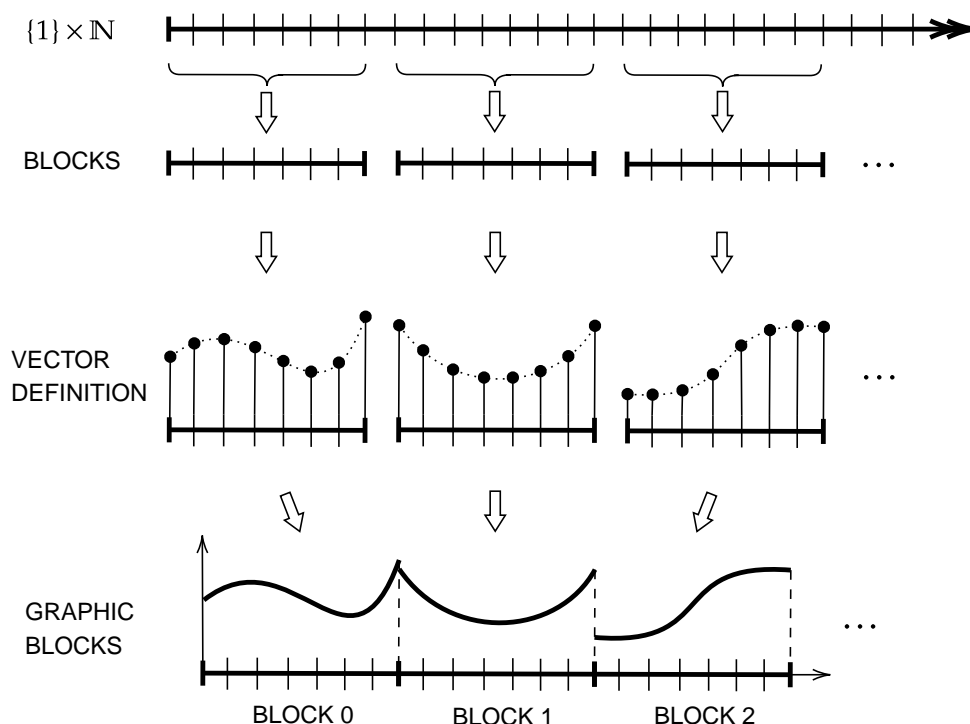 {1} × ℕ
BLOCKS
...
VECTOR
DEFINITION
...
GRAPHIC
BLOCKS
...
BLOCK 0
BLOCK 1
BLOCK 2